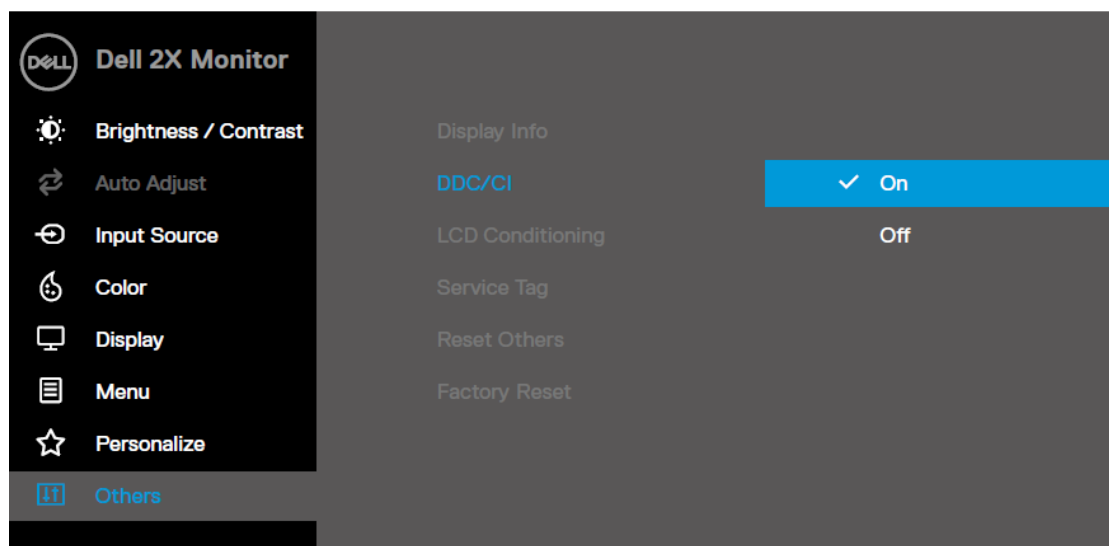 DELL
Dell 2X Monitor
Brightness / Contrast
Auto Adjust
Input Source
Color
Display
Menu
Personalize
Others
Display Info
DDC/CI
LCD Conditioning
Service Tag
Reset Others
Factory Reset
On
Off